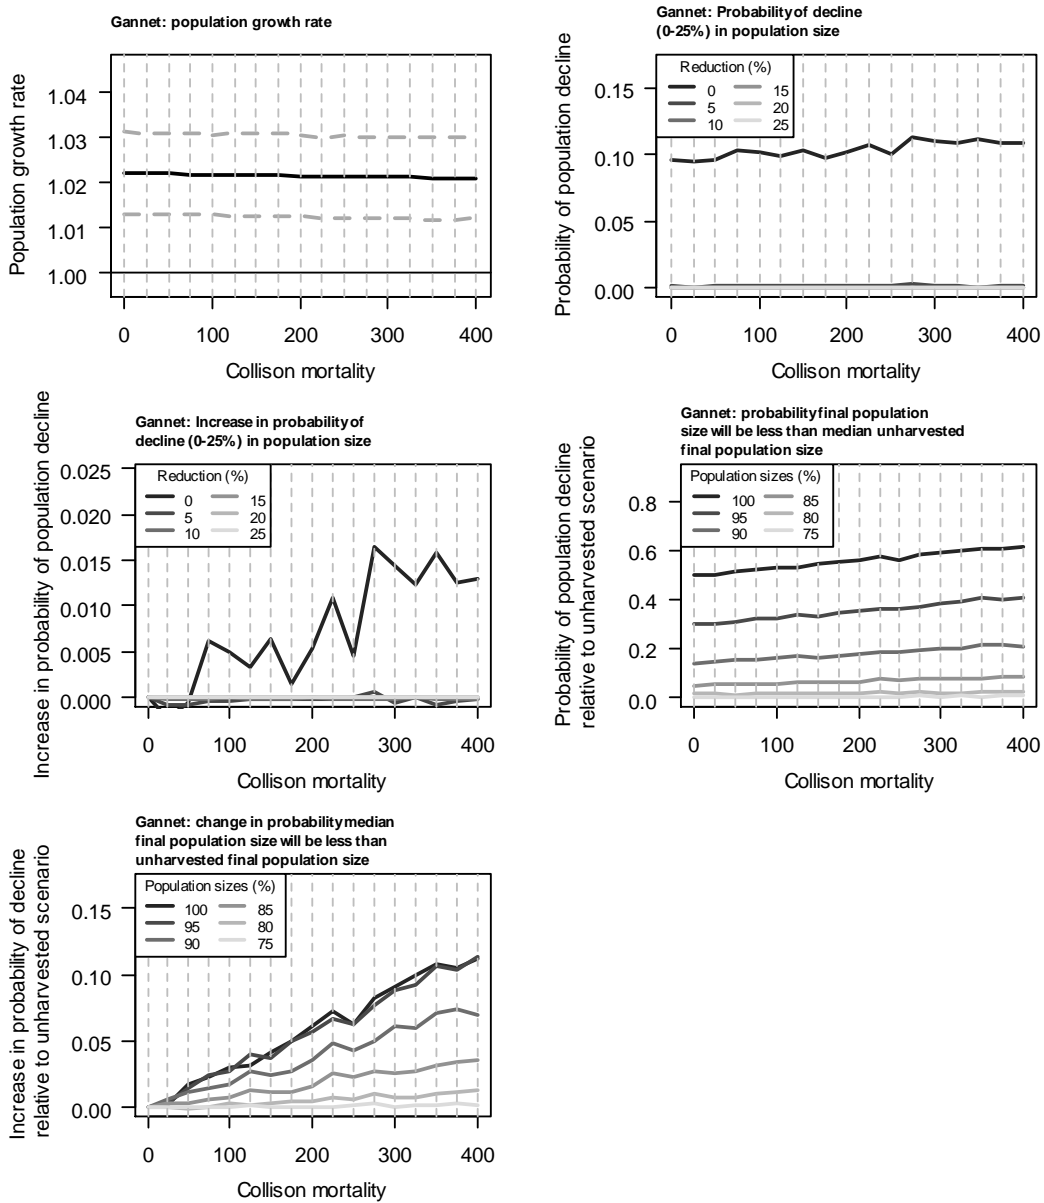 Gannet: population growth rate
Population growth rate
1.04
1.03
1.02
1.01
1.00
0 100 200 300 400
Collison mortality
Gannet: Probability of decline
(0-25%) in population size
Probability of population decline
Reduction (%)
0 15
5 20
10 25
0.15
0.10
0.05
0.00
0 100 200 300 400
Collison mortality
Gannet: Increase in probability of
decline (0-25%) in population size
Increase in probability of population decline
Reduction (%)
0 15
5 20
10 25
0.025
0.020
0.015
0.010
0.005
0.000
0 100 200 300 400
Collison mortality
Gannet: probability final population
size will be less than median unharvested
final population size
Probability of population decline
relative to unharvested scenario
Population sizes (%)
100 85
95 80
90 75
0.8
0.6
0.4
0.2
0.0
0 100 200 300 400
Collison mortality
Gannet: change in probability median
final population size will be less than
unharvested final population size
Increase in probability of decline
relative to unharvested scenario
Population sizes (%)
100 85
95 80
90 75
0.15
0.10
0.05
0.00
0 100 200 300 400
Collison mortality